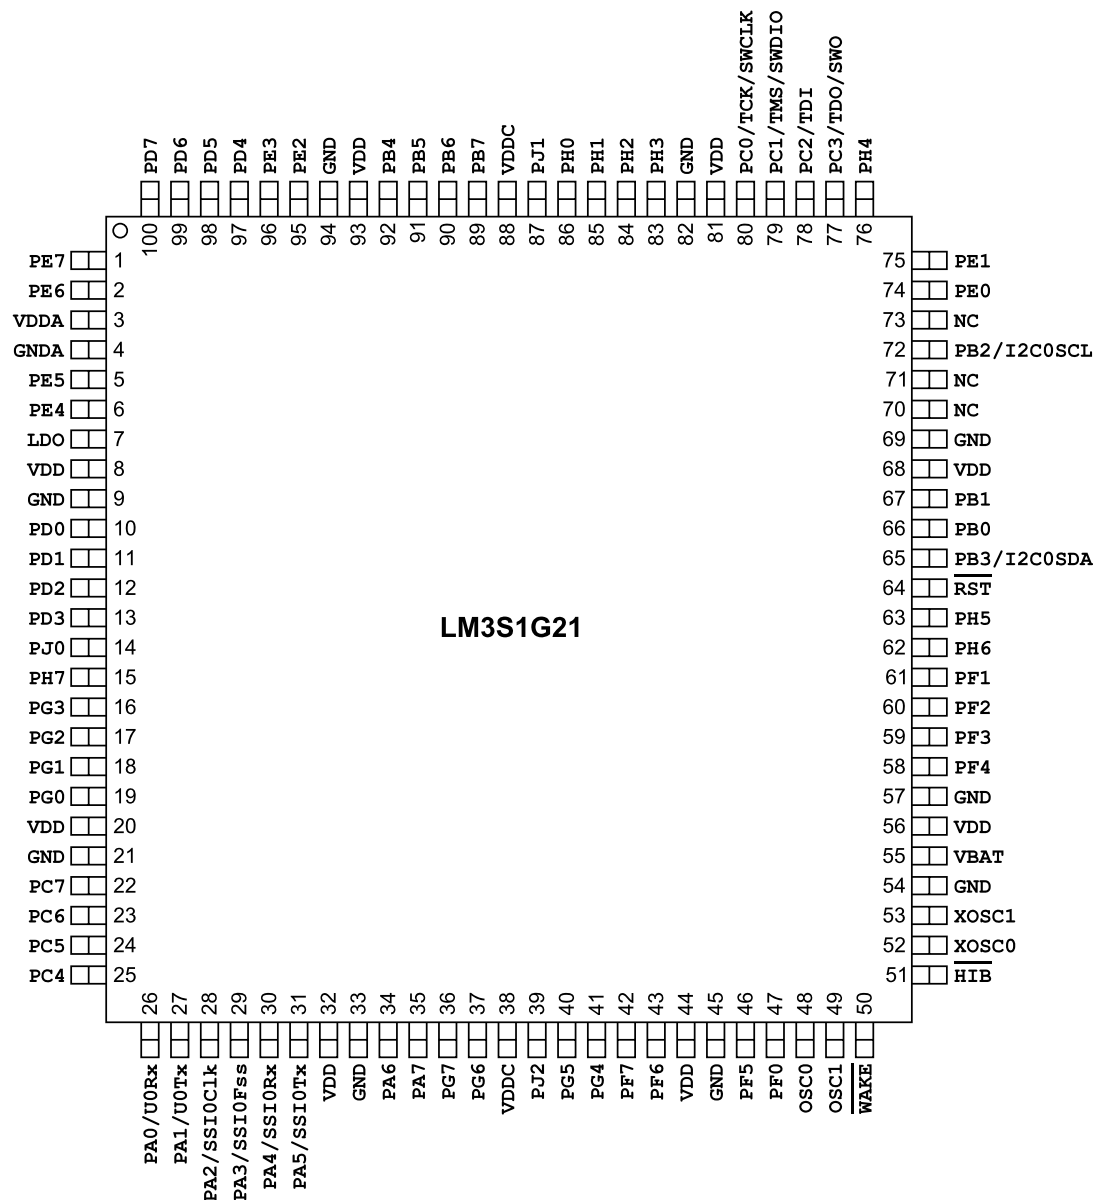 PD7
PD6
PD5
PD4
PE3
PE2
GND
VDD
PB4
PB5
PB6
PB7
VDDC
PJ1
PH0
PH1
PH2
PH3
GND
VDD
PC0/TCK/SWCLK
PC1/TMS/SWDIO
PC2/TDI
PC3/TDO/SWO
PH4
100
99
98
97
96
95
94
93
92
91
90
89
88
87
86
85
84
83
82
81
80
79
78
77
76
PE7 1
PE6 2
VDDA 3
GNDA 4
PE5 5
PE4 6
LDO 7
VDD 8
GND 9
PD0 10
PD1 11
PD2 12
PD3 13
PJ0 14
PH7 15
PG3 16
PG2 17
PG1 18
PG0 19
VDD 20
GND 21
PC7 22
PC6 23
PC5 24
PC4 25
LM3S1G21
75 PE1
74 PE0
73 NC
72 PB2/I2C0SCL
71 NC
70 NC
69 GND
68 VDD
67 PB1
66 PB0
65 PB3/I2C0SDA
64 RST
63 PH5
62 PH6
61 PF1
60 PF2
59 PF3
58 PF4
57 GND
56 VDD
55 VBAT
54 GND
53 XOSC1
52 XOSC0
51 HIB
26
27
28
29
30
31
32
33
34
35
36
37
38
39
40
41
42
43
44
45
46
47
48
49
50
PA0/U0Rx
PA1/U0Tx
PA2/SSI0Clk
PA3/SSI0Fss
PA4/SSI0Rx
PA5/SSI0Tx
VDD
GND
PA6
PA7
PG7
PG6
VDDC
PJ2
PG5
PG4
PF7
PF6
VDD
GND
PF5
PF0
OSC0
OSC1
WAKE